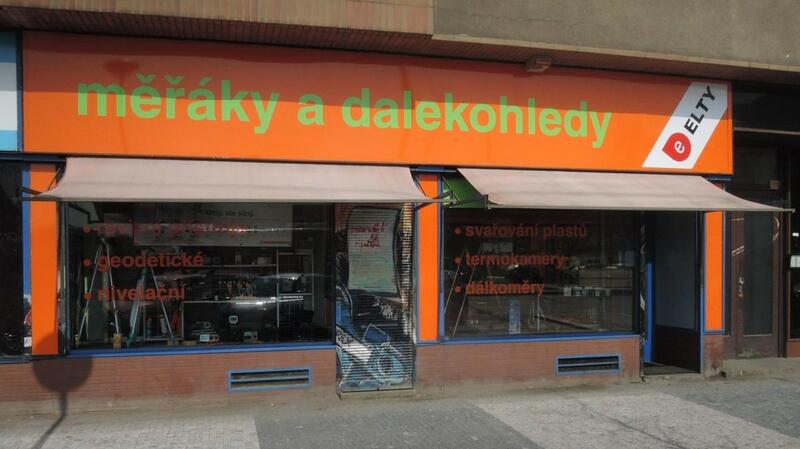 měřáky a dalekohledy
e ELTY
• geodetické
• nivelační
• svařování plastů
• termokamery
• dálkoměry